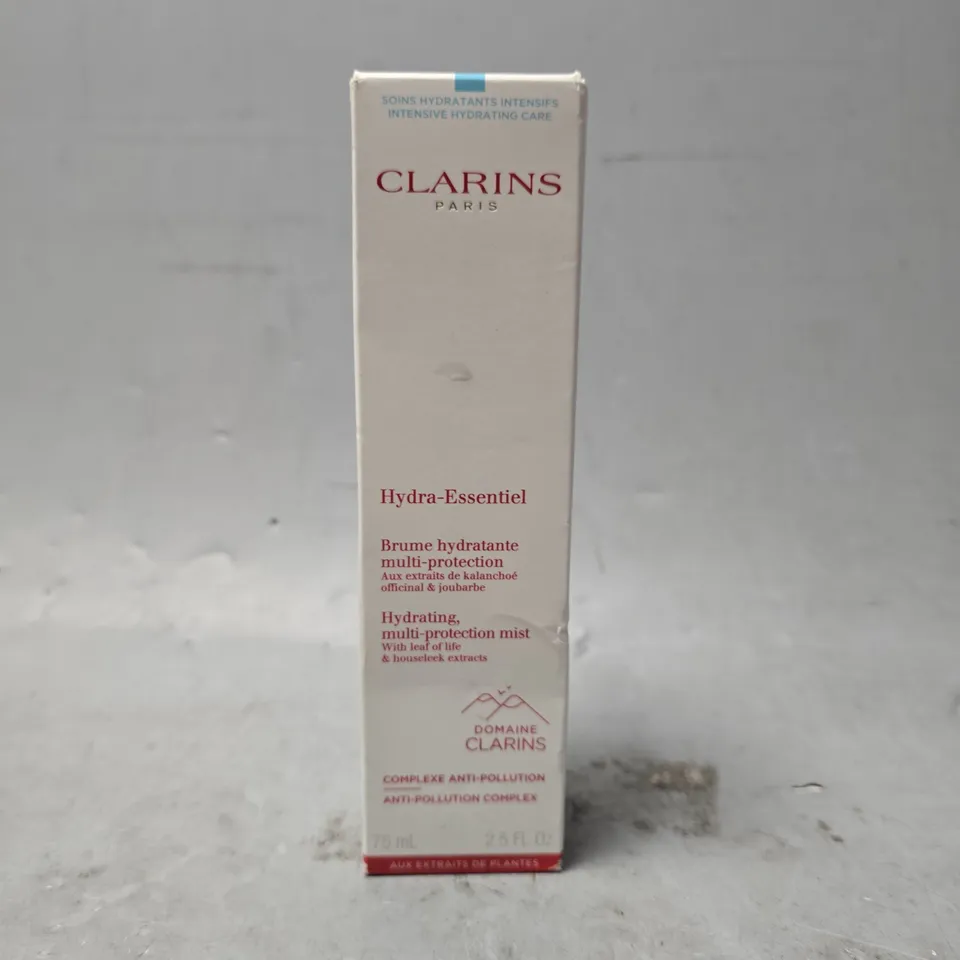 SOINS HYDRATANTS INTENSIFS
INTENSIVE HYDRATING CARE
CLARINS
PARIS
Hydra-Essentiel
Brume hydratante
multi-protection
Aux extraits de kalanchoé
officinal & joubarbe
Hydrating,
multi-protection mist
With leaf of life
& houseleek extracts
DOMAINE
CLARINS
COMPLEXE ANTI-POLLUTION
ANTI-POLLUTION COMPLEX
75 mL 2.5 FL. Oz
AUX EXTRAITS DE PLANTES